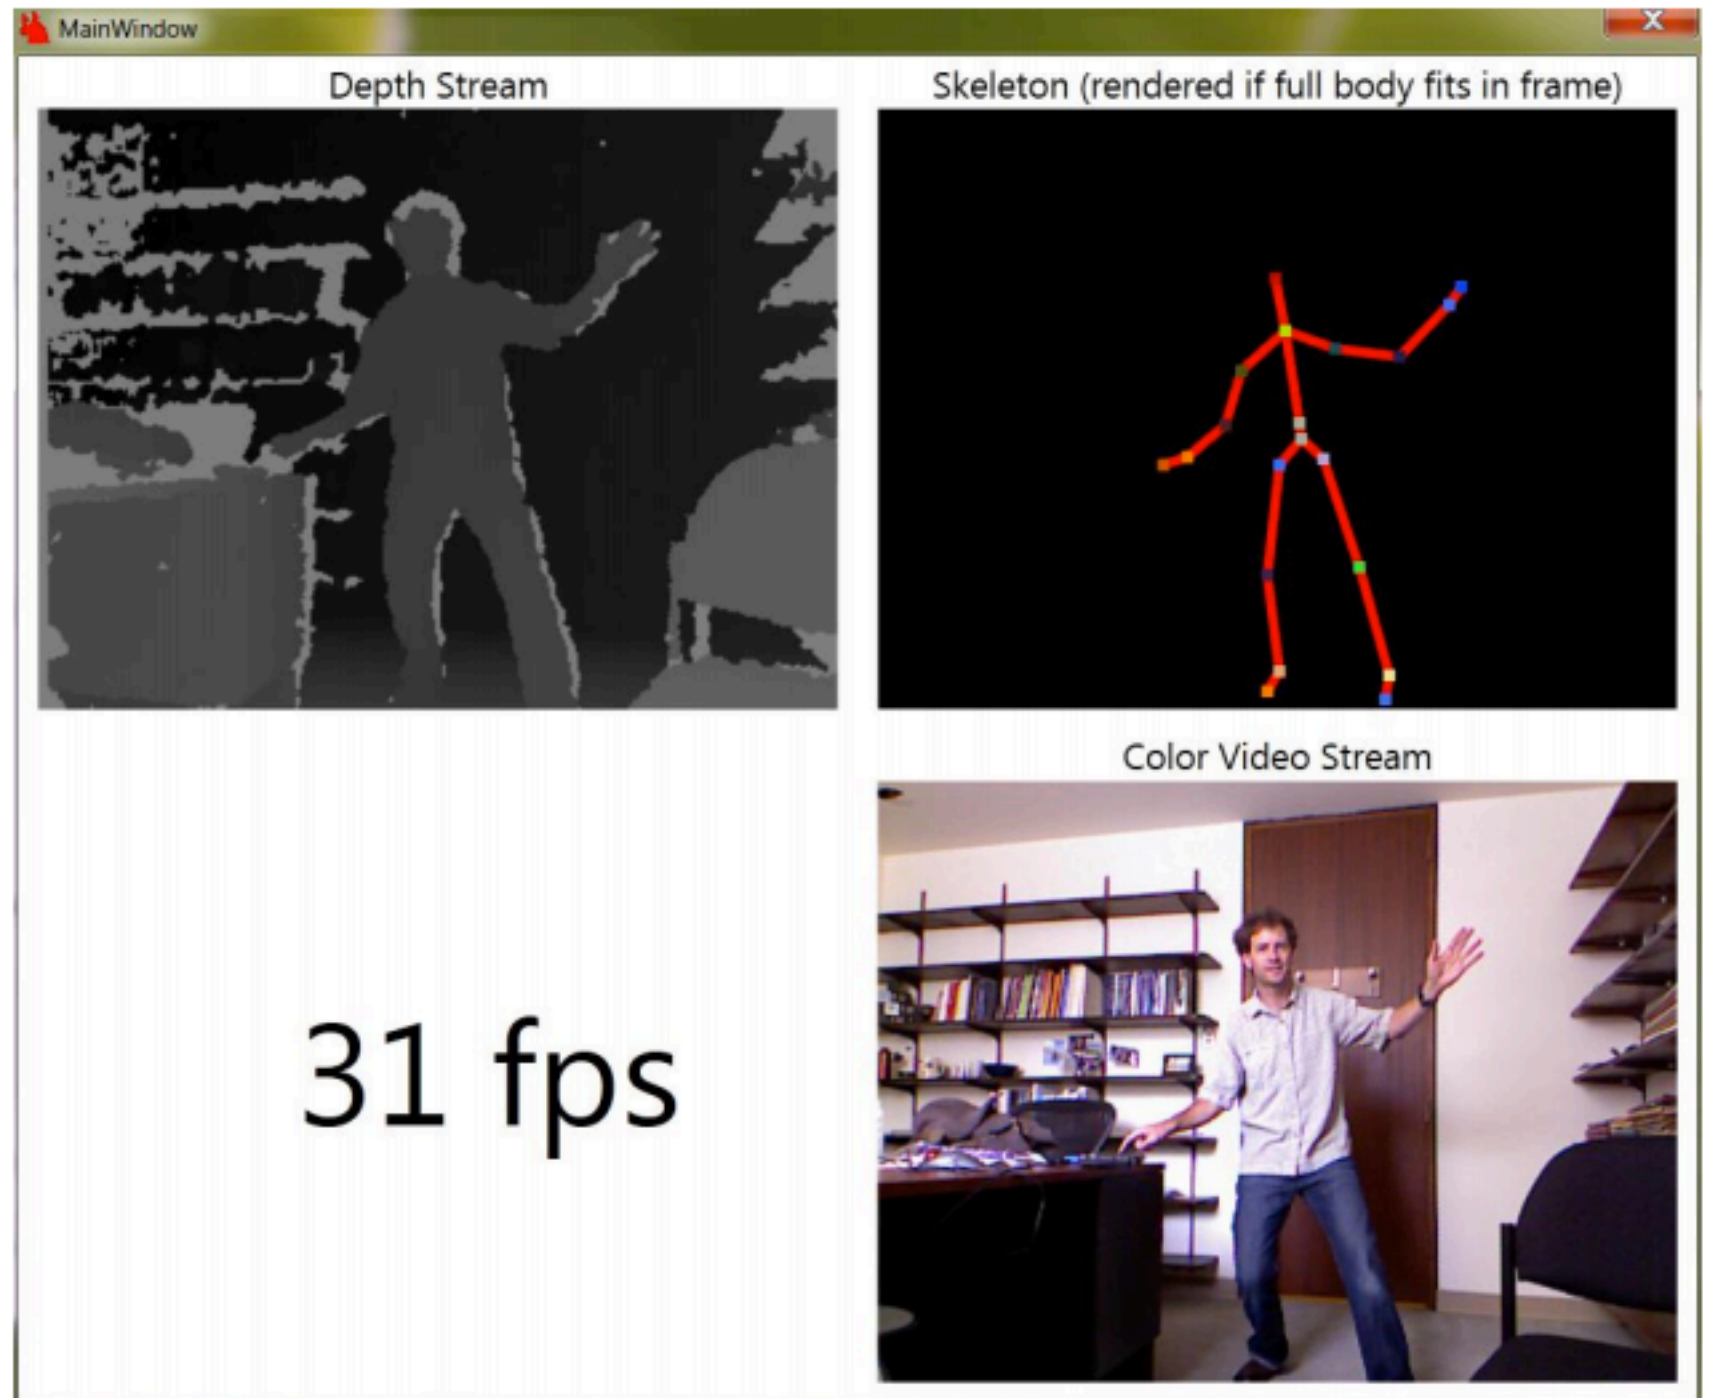 MainWindow
Depth Stream
Skeleton (rendered if full body fits in frame)
Color Video Stream
31 fps